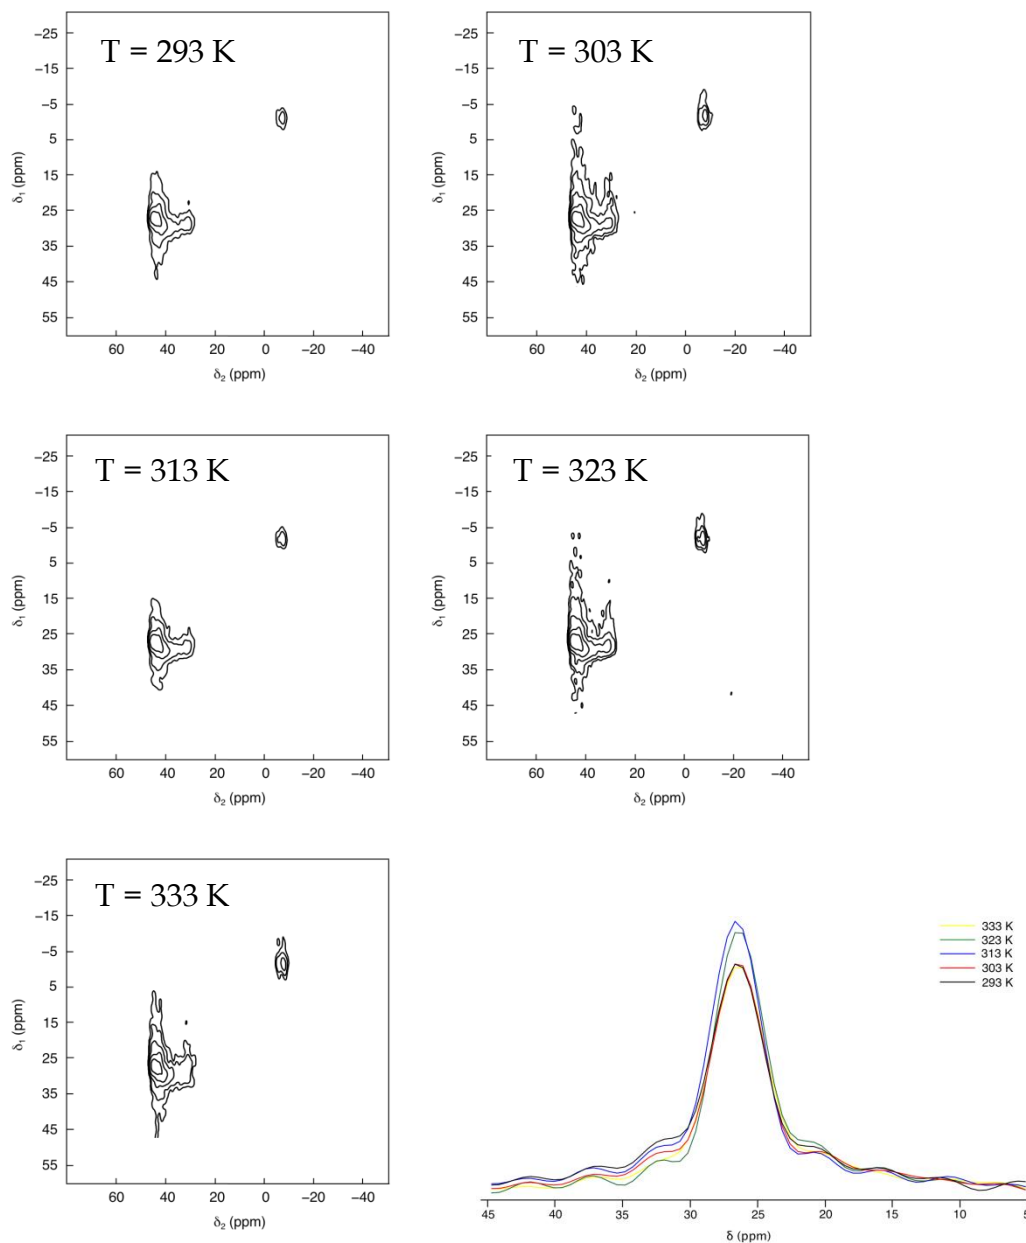 T = 293 K
−25
−15
−5
5
15
25
35
45
55
δ₁ (ppm)
60 40 20 0 −20 −40
δ₂ (ppm)
T = 303 K
−25
−15
−5
5
15
25
35
45
55
δ₁ (ppm)
60 40 20 0 −20 −40
δ₂ (ppm)
T = 313 K
−25
−15
−5
5
15
25
35
45
55
δ₁ (ppm)
60 40 20 0 −20 −40
δ₂ (ppm)
T = 323 K
−25
−15
−5
5
15
25
35
45
55
δ₁ (ppm)
60 40 20 0 −20 −40
δ₂ (ppm)
T = 333 K
−25
−15
−5
5
15
25
35
45
55
δ₁ (ppm)
60 40 20 0 −20 −40
δ₂ (ppm)
333 K
323 K
313 K
303 K
293 K
45 40 35 30 25 20 15 10 5
δ (ppm)